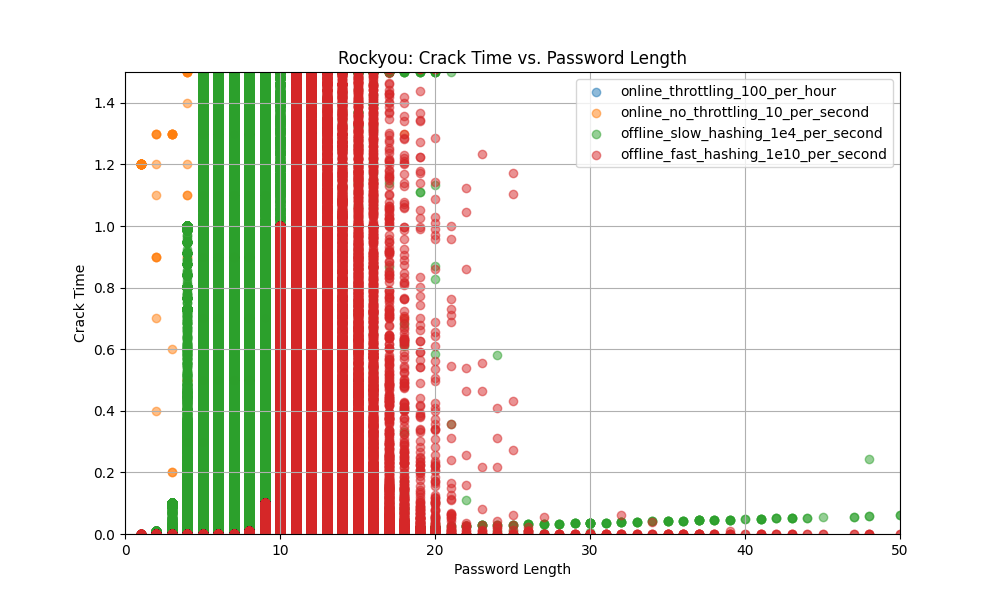 Rockyou: Crack Time vs. Password Length
online_throttling_100_per_hour
online_no_throttling_10_per_second
offline_slow_hashing_1e4_per_second
offline_fast_hashing_1e10_per_second
Crack Time
1.4
1.2
1.0
0.8
0.6
0.4
0.2
0.0
0 10 20 30 40 50
Password Length